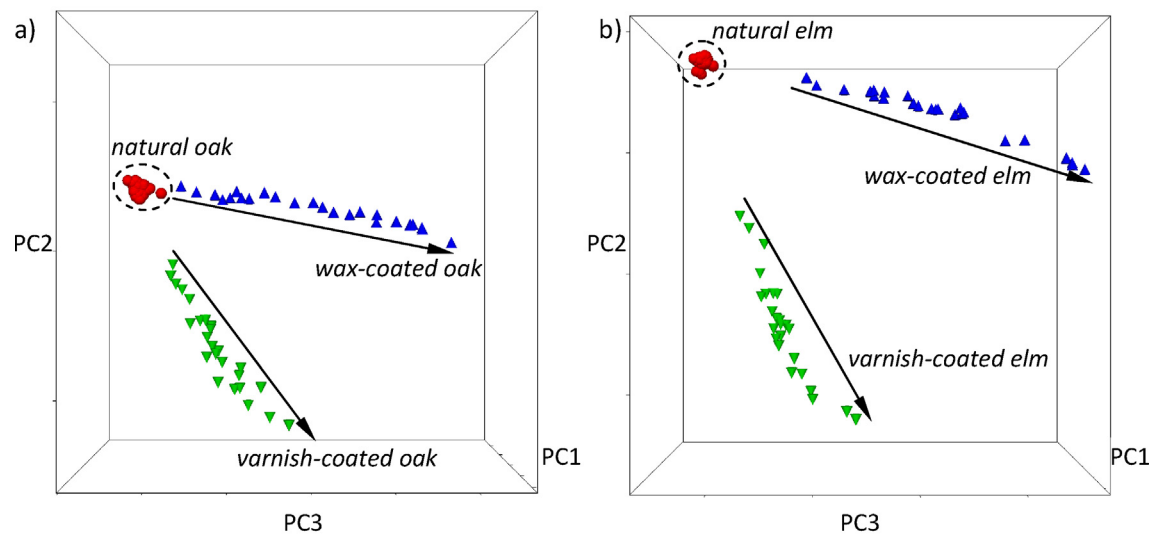 a)
natural oak
PC2
wax-coated oak
varnish-coated oak
PC1
PC3
b)
natural elm
wax-coated elm
PC2
varnish-coated elm
PC1
PC3